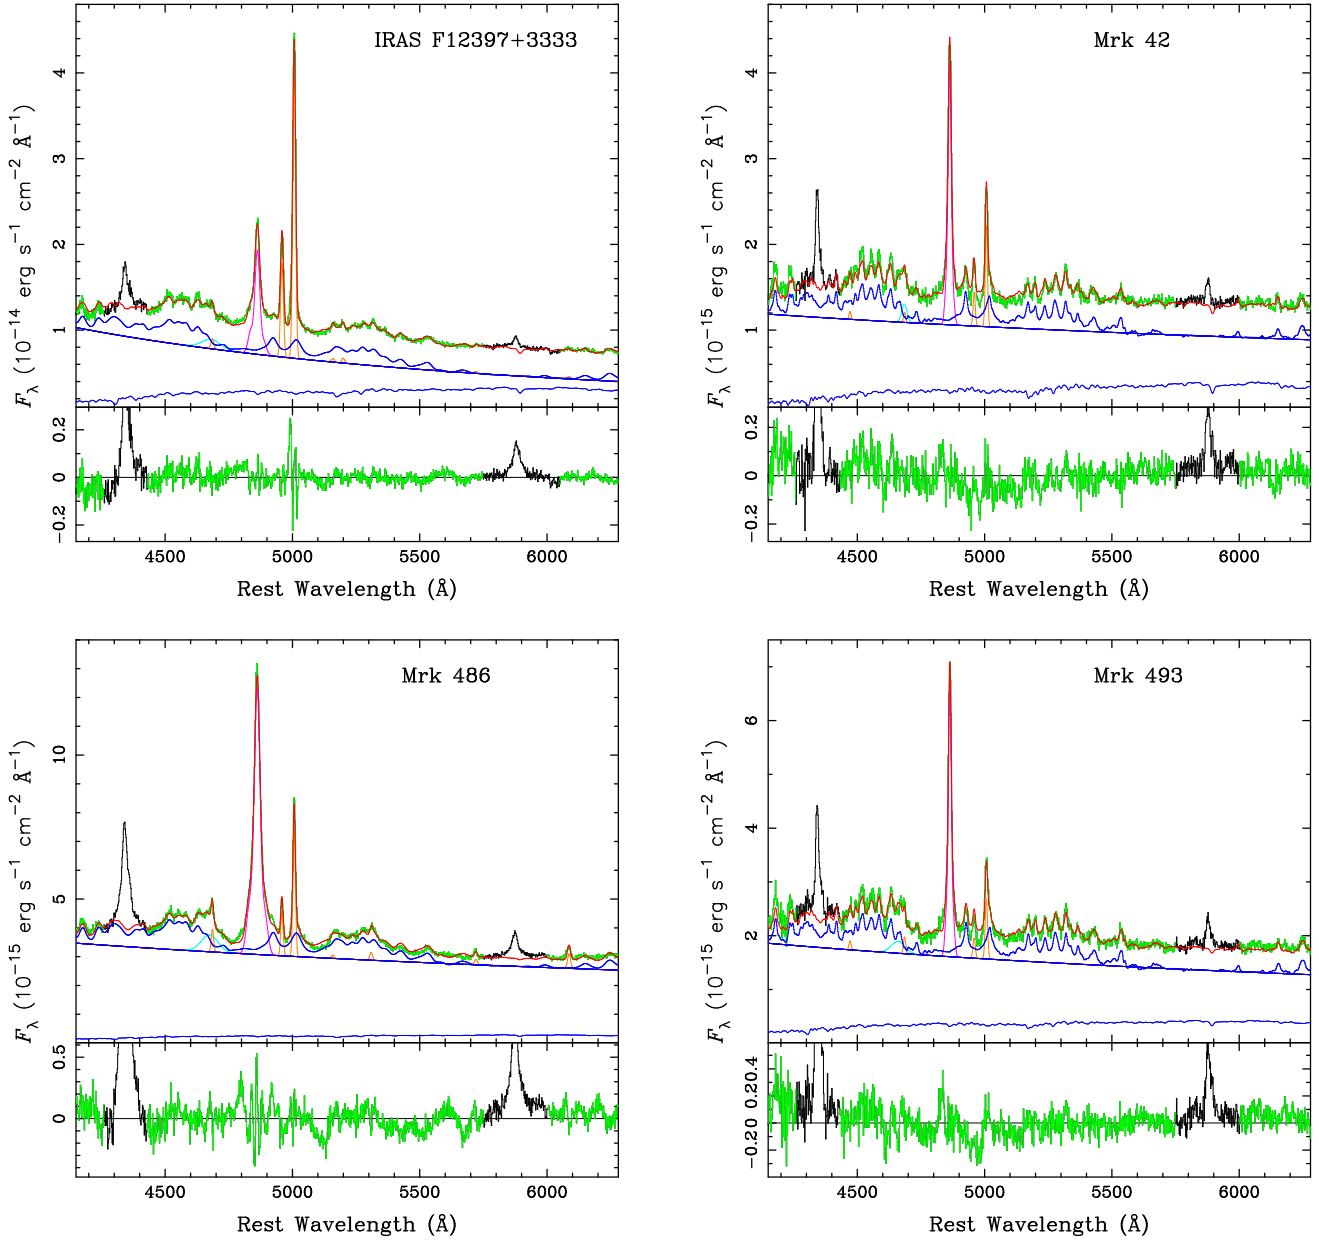 IRAS F12397+3333
4
3
2
1
F_λ (10⁻¹⁴ erg s⁻¹ cm⁻² Å⁻¹)
0.2
0
−0.2
4500 5000 5500 6000
Rest Wavelength (Å)
Mrk 42
4
3
2
1
F_λ (10⁻¹⁵ erg s⁻¹ cm⁻² Å⁻¹)
0.2
0
−0.2
4500 5000 5500 6000
Rest Wavelength (Å)
Mrk 486
10
5
F_λ (10⁻¹⁵ erg s⁻¹ cm⁻² Å⁻¹)
0.5
0
4500 5000 5500 6000
Rest Wavelength (Å)
Mrk 493
6
4
2
F_λ (10⁻¹⁵ erg s⁻¹ cm⁻² Å⁻¹)
0.4
0.2
0
−0.2
4500 5000 5500 6000
Rest Wavelength (Å)